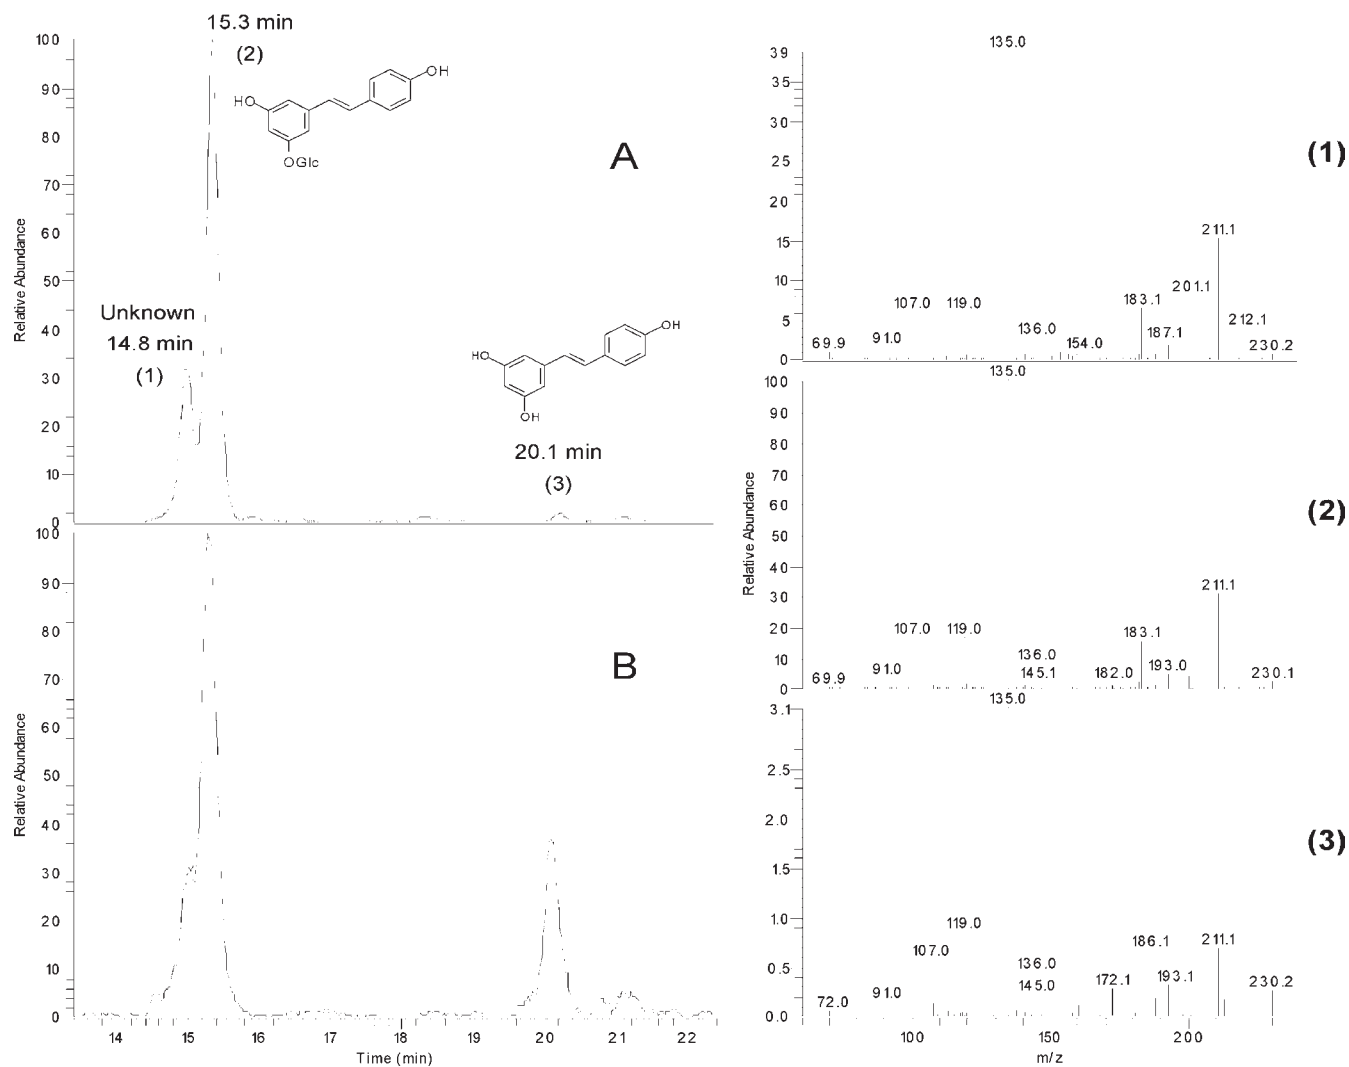 15.3 min
(2)
OH
HO
OGlc
A
Unknown
14.8 min
(1)
OH
HO
OH
20.1 min
(3)
Relative Abundance
100
90
80
70
60
50
40
30
20
10
0
B
Relative Abundance
100
90
80
70
60
50
40
30
20
10
0
14 15 16 17 18 19 20 21 22
Time (min)
135.0
(1)
39
35
30
25
20
15
10
5
0
211.1
201.1
107.0 119.0 183.1
212.1
136.0 187.1
69.9 91.0 154.0 230.2
135.0
(2)
Relative Abundance
100
90
80
70
60
50
40
30
20
10
0
211.1
107.0 119.0 183.1
136.0
69.9 91.0 145.1 182.0 193.0 230.1
135.0
(3)
3.1
2.5
2.0
1.5
1.0
0.5
0.0
119.0
107.0 186.1 211.1
136.0
72.0 91.0 145.0 172.1 193.1 230.2
100 150 200
m/z